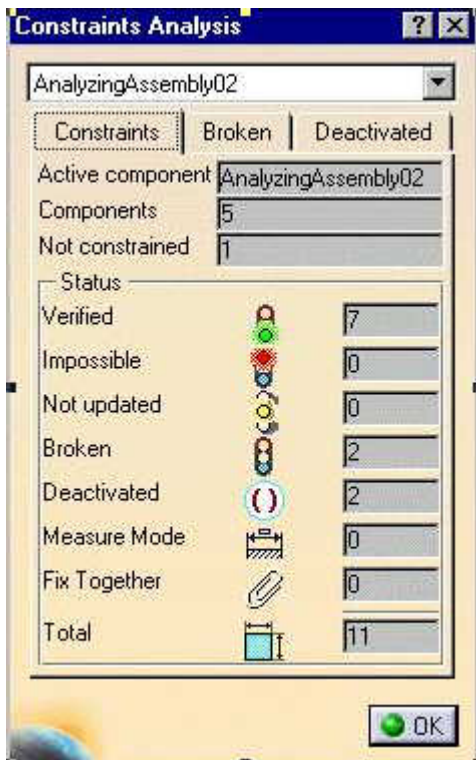 Constraints Analysis
AnalyzingAssembly02
Constraints Broken Deactivated
Active component AnalyzingAssembly02
Components 5
Not constrained 1
Status
Verified 7
Impossible 0
Not updated 0
Broken 2
Deactivated 2
Measure Mode 0
Fix Together 0
Total 11
OK